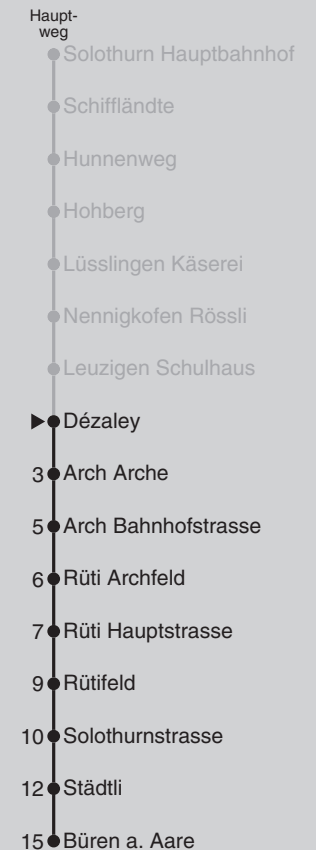 Haupt-
weg
Solothurn Hauptbahnhof
Schiffländte
Hunnenweg
Hohberg
Lüsslingen Käserei
Nennigkofen Rössli
Leuzigen Schulhaus
Dézaley
3 Arch Arche
5 Arch Bahnhofstrasse
6 Rüti Archfeld
7 Rüti Hauptstrasse
9 Rütifeld
10 Solothurnstrasse
12 Städtli
15 Büren a. Aare